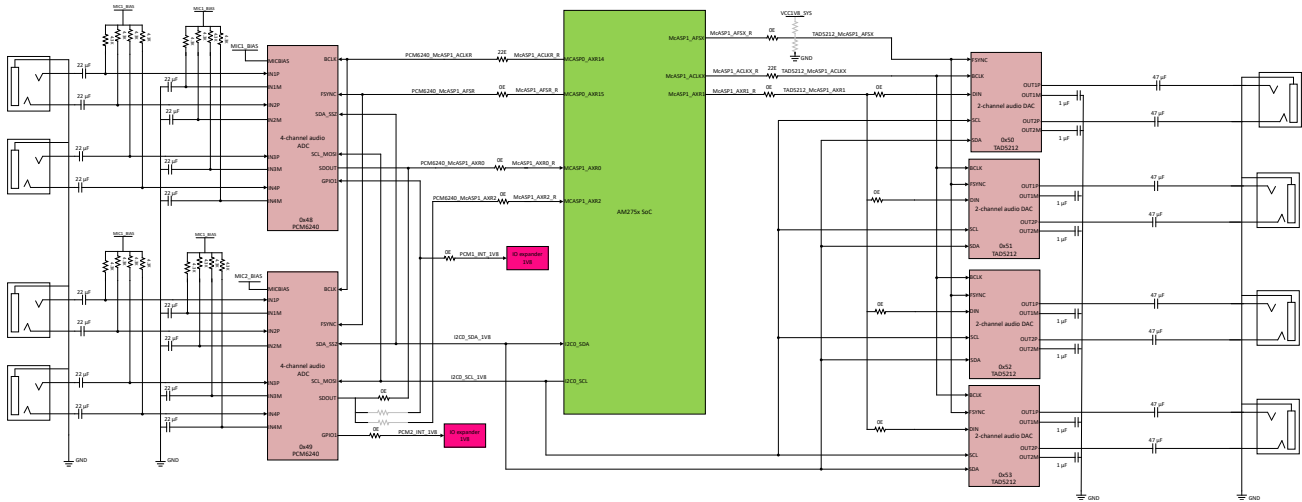 MIC1_BIAS
MIC1_BIAS
4.1K
4.3K
4.3K
4.3K
MIC1_BIAS
22 µF
22 µF
22 µF
22 µF
22 µF
22 µF
22 µF
22 µF
MICBIAS
IN1P
IN1M
IN2P
IN2M
IN3P
IN3M
IN4P
IN4M
4-channel audio
ADC
0x48
PCM6240
BCLK
FSYNC
SDA_SSZ
SCL_MOSI
SDOUT
GPIO1
PCM6240_McASP1_ACLKR
22E
McASP1_ACLKR_R
PCM6240_McASP1_AFSR
0E
McASP1_AFSR_R
PCM6240_McASP1_AXR0
0E
McASP1_AXR0_R
PCM6240_McASP1_AXR2
0E
McASP1_AXR2_R
0E
PCM1_INT_1V8
IO expander
1V8
MIC1_BIAS
MIC1_BIAS
MIC2_BIAS
22 µF
22 µF
22 µF
22 µF
22 µF
22 µF
22 µF
22 µF
MICBIAS
IN1P
IN1M
IN2P
IN2M
IN3P
IN3M
IN4P
IN4M
4-channel audio
ADC
0x49
PCM6240
BCLK
FSYNC
SDA_SSZ
SCL_MOSI
SDOUT
GPIO1
I2C0_SDA_1V8
I2C0_SCL_1V8
0E
0E
PCM2_INT_1V8
IO expander
1V8
GND
GND
MCASP0_AXR14
MCASP0_AXR15
MCASP1_AXR0
MCASP1_AXR2
I2C0_SDA
I2C0_SCL
AM275x SoC
McASP1_AFSX
McASP1_ACLKX
McASP1_AXR1
VCC1V8_SYS
GND
McASP1_AFSX_R
0E
TAD5212_McASP1_AFSX
McASP1_ACLKX_R
22E
TAD5212_McASP1_ACLKX
McASP1_AXR1_R
0E
TAD5212_McASP1_AXR1
0E
0E
0E
0E
FSYNC
BCLK
DIN
SCL
SDA
2-channel audio DAC
0x50
TAD5212
OUT1P
OUT1M
OUT2P
OUT2M
1 µF
1 µF
47 µF
47 µF
BCLK
FSYNC
DIN
SCL
SDA
2-channel audio DAC
0x51
TAD5212
OUT1P
OUT1M
OUT2P
OUT2M
1 µF
1 µF
47 µF
47 µF
BCLK
FSYNC
DIN
SCL
SDA
2-channel audio DAC
0x52
TAD5212
OUT1P
OUT1M
OUT2P
OUT2M
1 µF
1 µF
47 µF
47 µF
BCLK
FSYNC
DIN
SCL
SDA
2-channel audio DAC
0x53
TAD5212
OUT1P
OUT1M
OUT2P
OUT2M
1 µF
1 µF
47 µF
47 µF
GND
GND